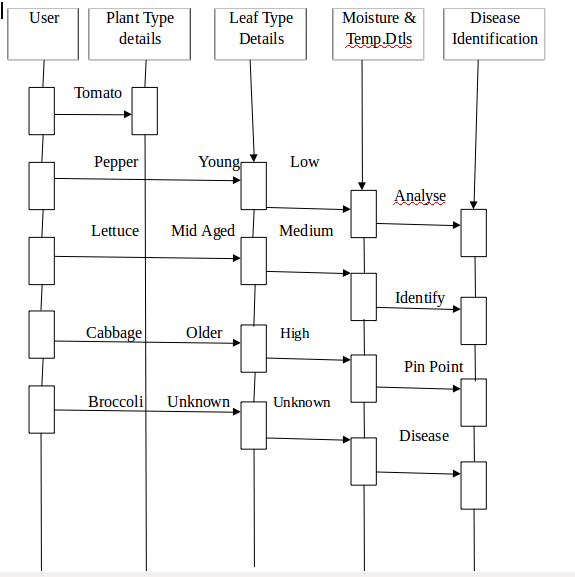 User
Plant Type
details
Leaf Type
Details
Moisture &
Temp.Dtls
Disease
Identification
Tomato
Pepper
Young
Low
Analyse
Lettuce
Mid Aged
Medium
Identify
Cabbage
Older
High
Pin Point
Broccoli
Unknown
Unknown
Disease